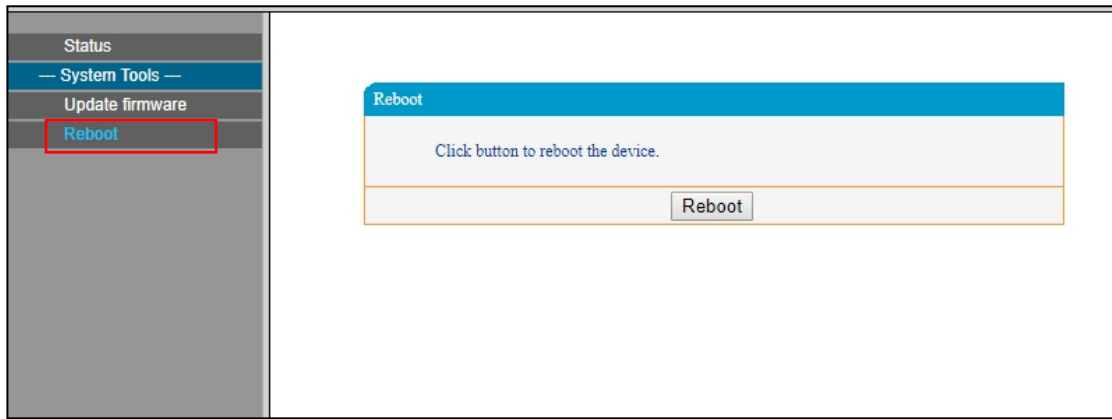 Status
— System Tools —
Update firmware
Reboot
Reboot
Click button to reboot the device.
Reboot